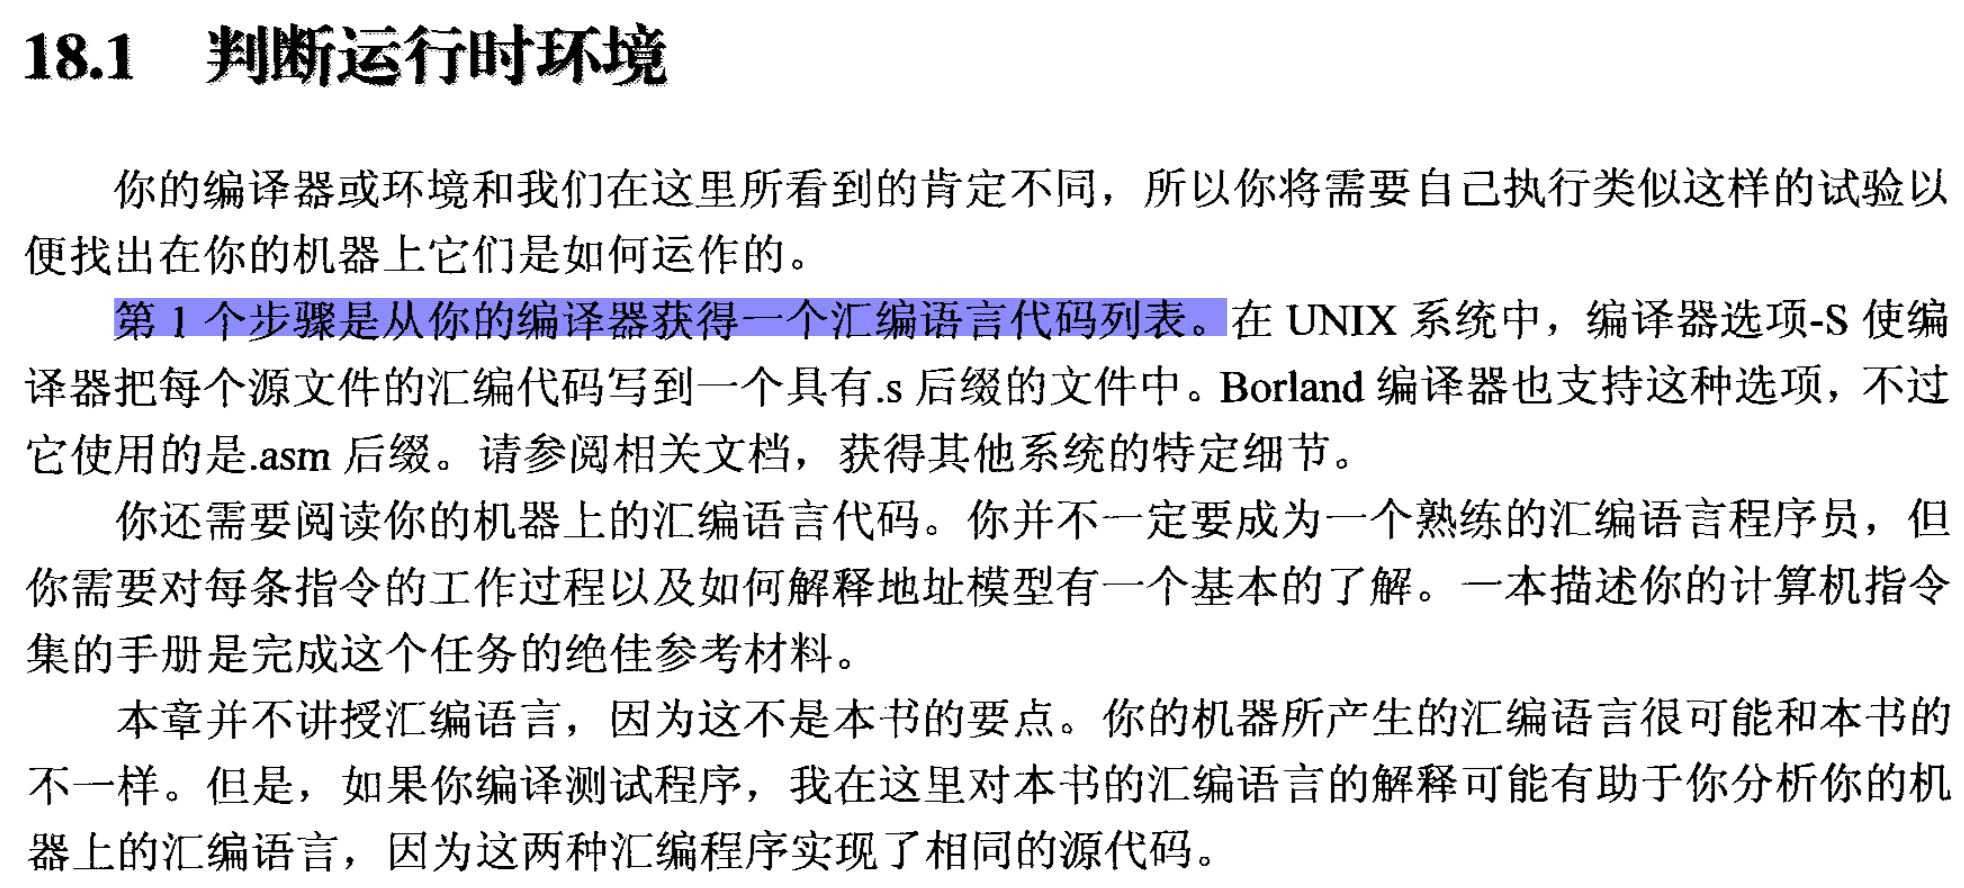 18.1 判断运行时环境
你的编译器或环境和我们在这里所看到的肯定不同，所以你将需要自己执行类似这样的试验以
便找出在你的机器上它们是如何运作的。
第 1 个步骤是从你的编译器获得一个汇编语言代码列表。在 UNIX 系统中，编译器选项-S 使编
译器把每个源文件的汇编代码写到一个具有.s 后缀的文件中。Borland 编译器也支持这种选项，不过
它使用的是.asm 后缀。请参阅相关文档，获得其他系统的特定细节。
你还需要阅读你的机器上的汇编语言代码。你并不一定要成为一个熟练的汇编语言程序员，但
你需要对每条指令的工作过程以及如何解释地址模型有一个基本的了解。一本描述你的计算机指令
集的手册是完成这个任务的绝佳参考材料。
本章并不讲授汇编语言，因为这不是本书的要点。你的机器所产生的汇编语言很可能和本书的
不一样。但是，如果你编译测试程序，我在这里对本书的汇编语言的解释可能有助于你分析你的机
器上的汇编语言，因为这两种汇编程序实现了相同的源代码。